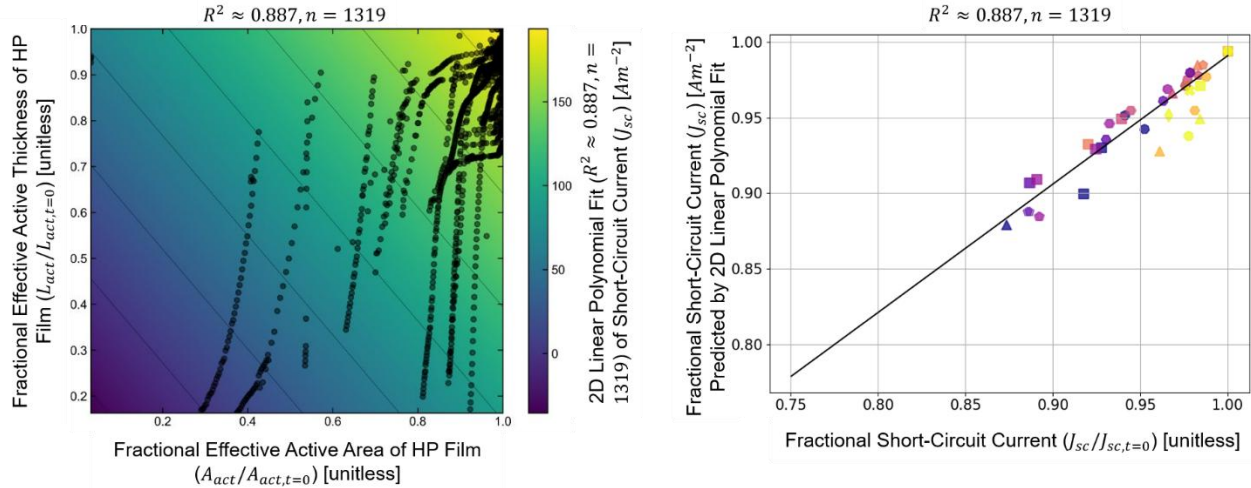 R² ≈ 0.887, n = 1319
Fractional Effective Active Thickness of HP
Film (L_act/L_act,t=0) [unitless]
1.0
0.9
0.8
0.7
0.6
0.5
0.4
0.3
0.2
0.2
0.4
0.6
0.8
1.0
Fractional Effective Active Area of HP Film
(A_act/A_act,t=0) [unitless]
150
100
50
0
2D Linear Polynomial Fit (R² ≈ 0.887, n =
1319) of Short-Circuit Current (J_sc) [Am⁻²]
R² ≈ 0.887, n = 1319
Fractional Short-Circuit Current (J_sc) [Am⁻²]
Predicted by 2D Linear Polynomial Fit
1.00
0.95
0.90
0.85
0.80
0.75
0.80
0.85
0.90
0.95
1.00
Fractional Short-Circuit Current (J_sc/J_sc,t=0) [unitless]